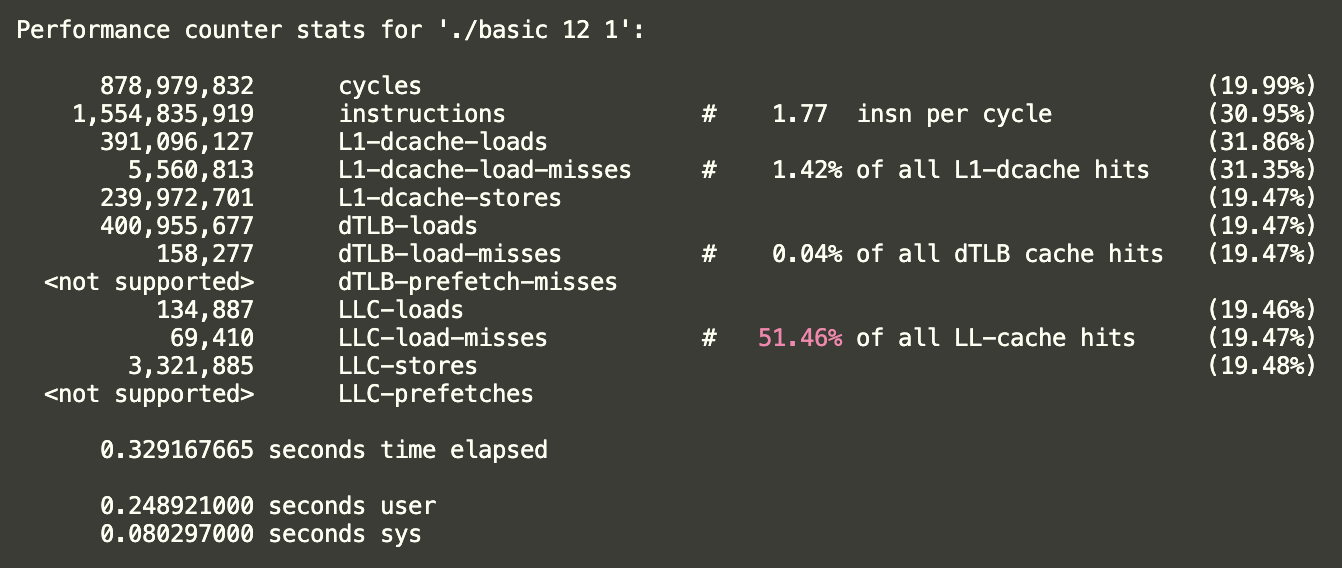 Performance counter stats for './basic 12 1':
878,979,832 cycles (19.99%)
1,554,835,919 instructions # 1.77 insn per cycle (30.95%)
391,096,127 L1-dcache-loads (31.86%)
5,560,813 L1-dcache-load-misses # 1.42% of all L1-dcache hits (31.35%)
239,972,701 L1-dcache-stores (19.47%)
400,955,677 dTLB-loads (19.47%)
158,277 dTLB-load-misses # 0.04% of all dTLB cache hits (19.47%)
<not supported> dTLB-prefetch-misses
134,887 LLC-loads (19.46%)
69,410 LLC-load-misses # 51.46% of all LL-cache hits (19.47%)
3,321,885 LLC-stores (19.48%)
<not supported> LLC-prefetches
0.329167665 seconds time elapsed
0.248921000 seconds user
0.080297000 seconds sys